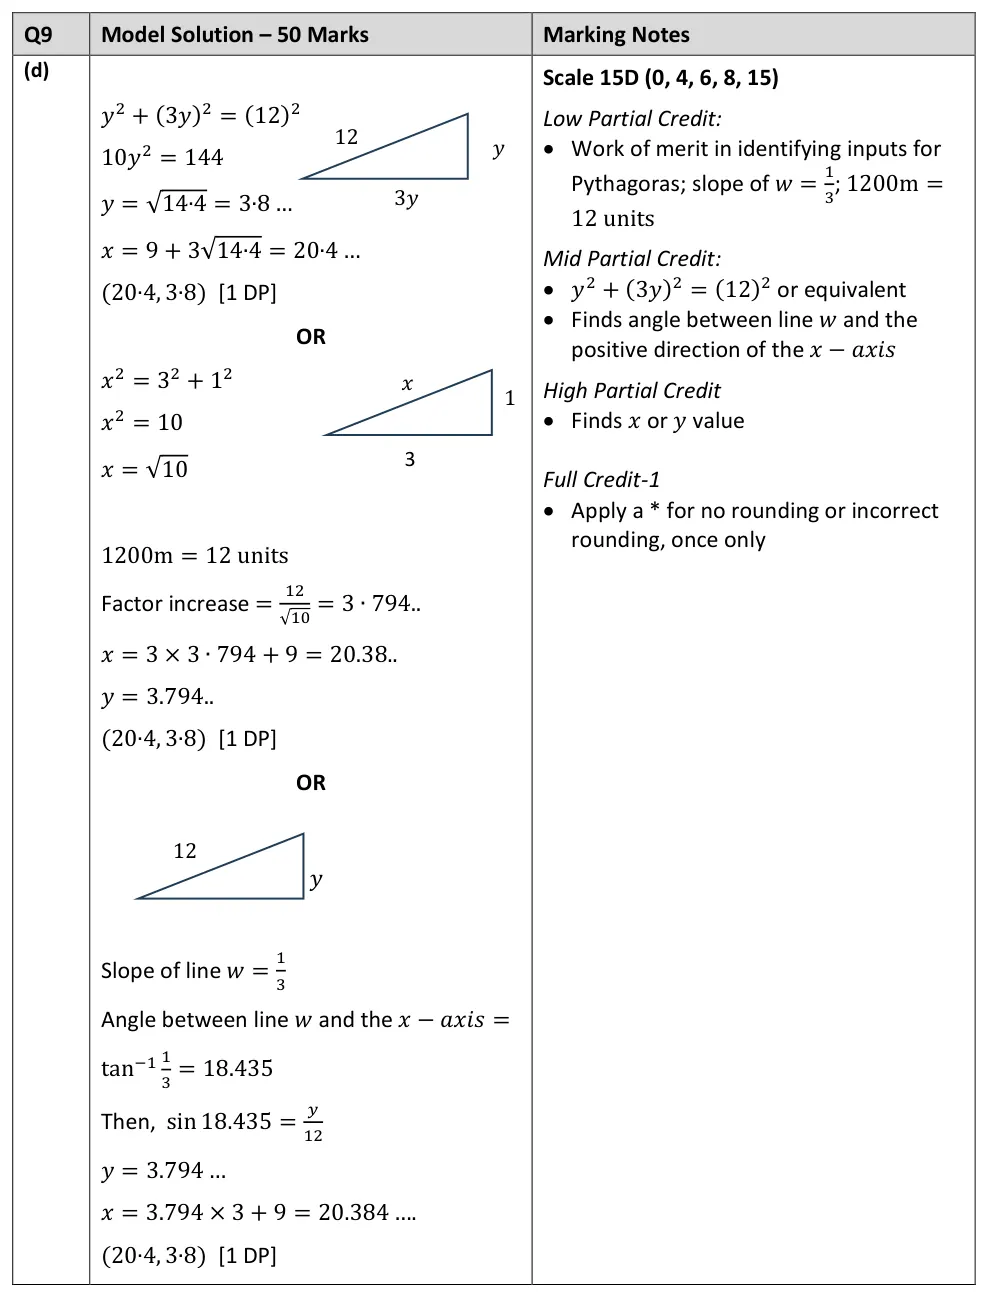 Q9
Model Solution – 50 Marks
Marking Notes
(d)
y² + (3y)² = (12)²
10y² = 144
y = √14·4 = 3·8 …
x = 9 + 3√14·4 = 20·4 …
(20·4, 3·8) [1 DP]
12
y
3y
OR
x² = 3² + 1²
x² = 10
x = √10
x
1
3
1200m = 12 units
Factor increase = 12/√10 = 3 · 794..
x = 3 × 3 · 794 + 9 = 20.38..
y = 3.794..
(20·4, 3·8) [1 DP]
OR
12
y
Slope of line w = 1/3
Angle between line w and the x − axis =
tan⁻¹ 1/3 = 18.435
Then, sin 18.435 = y/12
y = 3.794 …
x = 3.794 × 3 + 9 = 20.384 ….
(20·4, 3·8) [1 DP]
Scale 15D (0, 4, 6, 8, 15)
Low Partial Credit:
• Work of merit in identifying inputs for
Pythagoras; slope of w = 1/3; 1200m =
12 units
Mid Partial Credit:
• y² + (3y)² = (12)² or equivalent
• Finds angle between line w and the
positive direction of the x − axis
High Partial Credit
• Finds x or y value
Full Credit-1
• Apply a * for no rounding or incorrect
rounding, once only